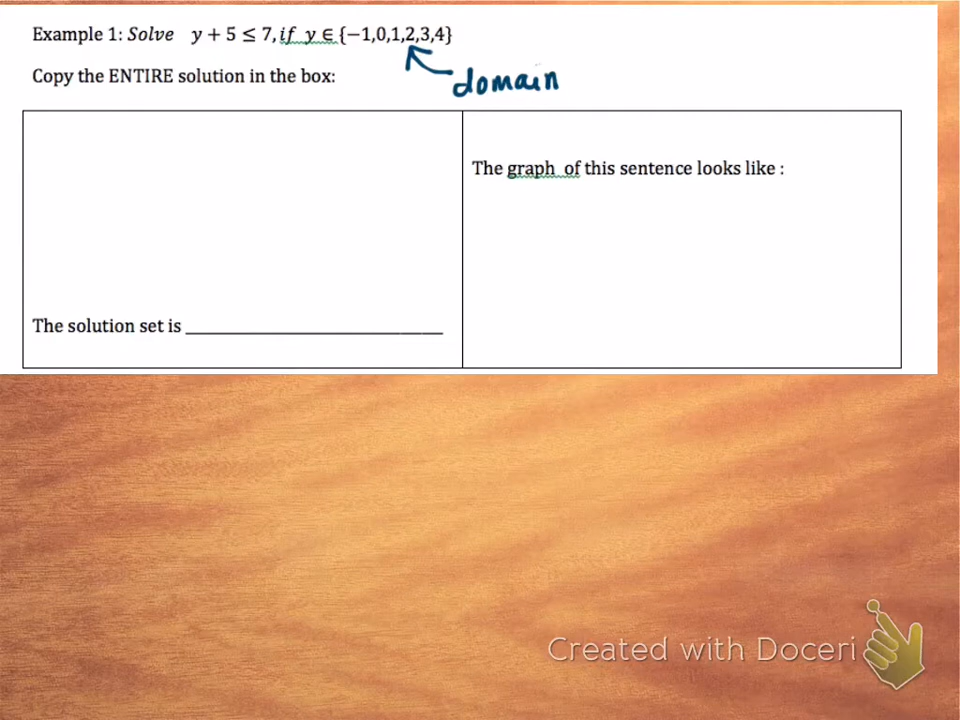 Example 1: Solve y + 5 ≤ 7, if y ∈ {−1,0,1,2,3,4}
domain
Copy the ENTIRE solution in the box:
The graph of this sentence looks like :
The solution set is ____________________________
Created with Doceri